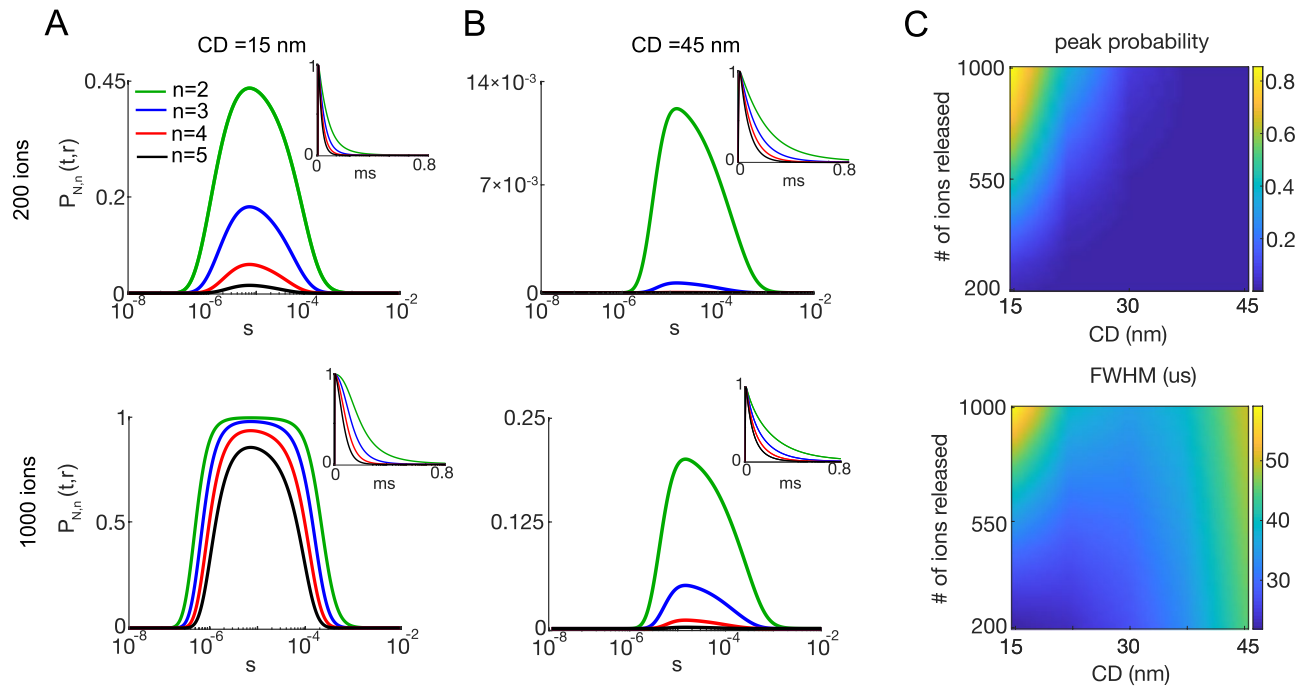 A
CD =15 nm
200 ions
P_N,n (t,r)
0.45
0.2
0
n=2
n=3
n=4
n=5
10^-8
10^-6
10^-4
10^-2
s
1
0
0
0.8
ms
B
CD =45 nm
14×10^-3
7×10^-3
0
10^-8
10^-6
10^-4
10^-2
s
1
0
0
0.8
ms
C
peak probability
# of ions released
1000
550
200
15
30
45
CD (nm)
0.8
0.6
0.4
0.2
1000 ions
P_N,n (t,r)
1
0.5
0
10^-8
10^-6
10^-4
10^-2
s
1
0
0
0.8
ms
0.25
0.125
0
10^-8
10^-6
10^-4
10^-2
s
1
0
0
0.8
ms
FWHM (us)
# of ions released
1000
550
200
15
30
45
CD (nm)
50
40
30